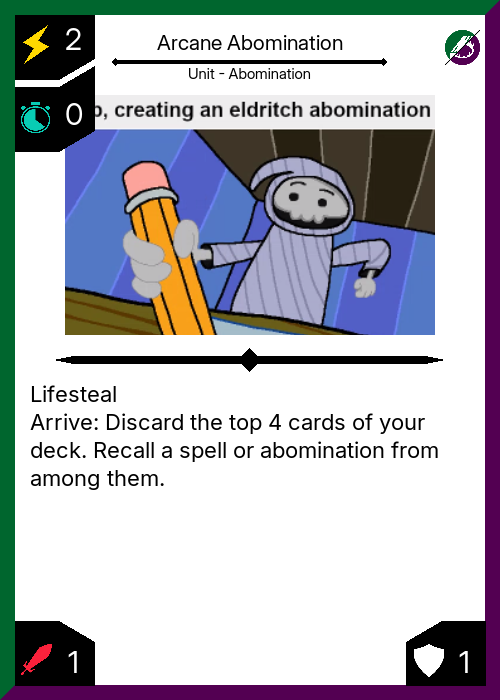 2
Arcane Abomination
Unit - Abomination
0
, creating an eldritch abomination
Lifesteal
Arrive: Discard the top 4 cards of your
deck. Recall a spell or abomination from
among them.
1
1